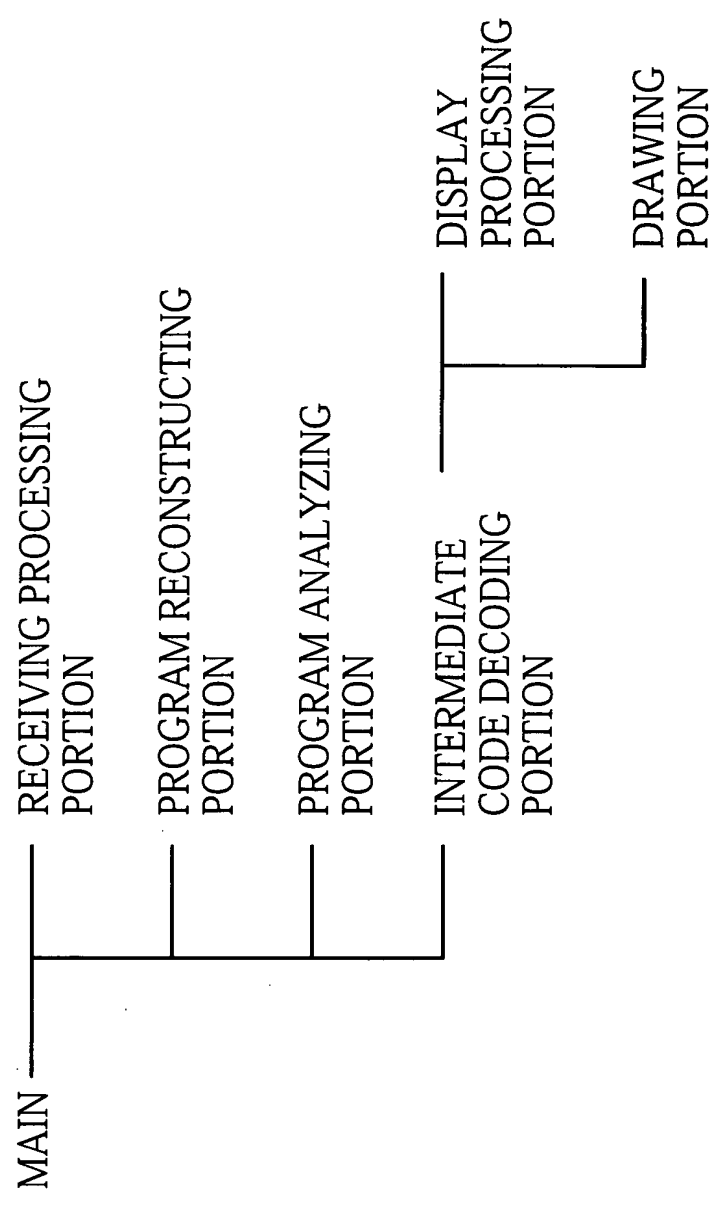 MAIN
RECEIVING PROCESSING
PORTION
PROGRAM RECONSTRUCTING
PORTION
PROGRAM ANALYZING
PORTION
INTERMEDIATE
CODE DECODING
PORTION
DISPLAY
PROCESSING
PORTION
DRAWING
PORTION